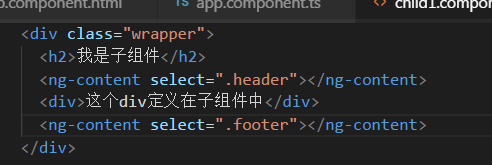 app.component.html TS app.component.ts child1.compo
<div class="wrapper">
<h2>我是子组件</h2>
<ng-content select=".header"></ng-content>
<div>这个div定义在子组件中</div>
<ng-content select=".footer"></ng-content>
</div>